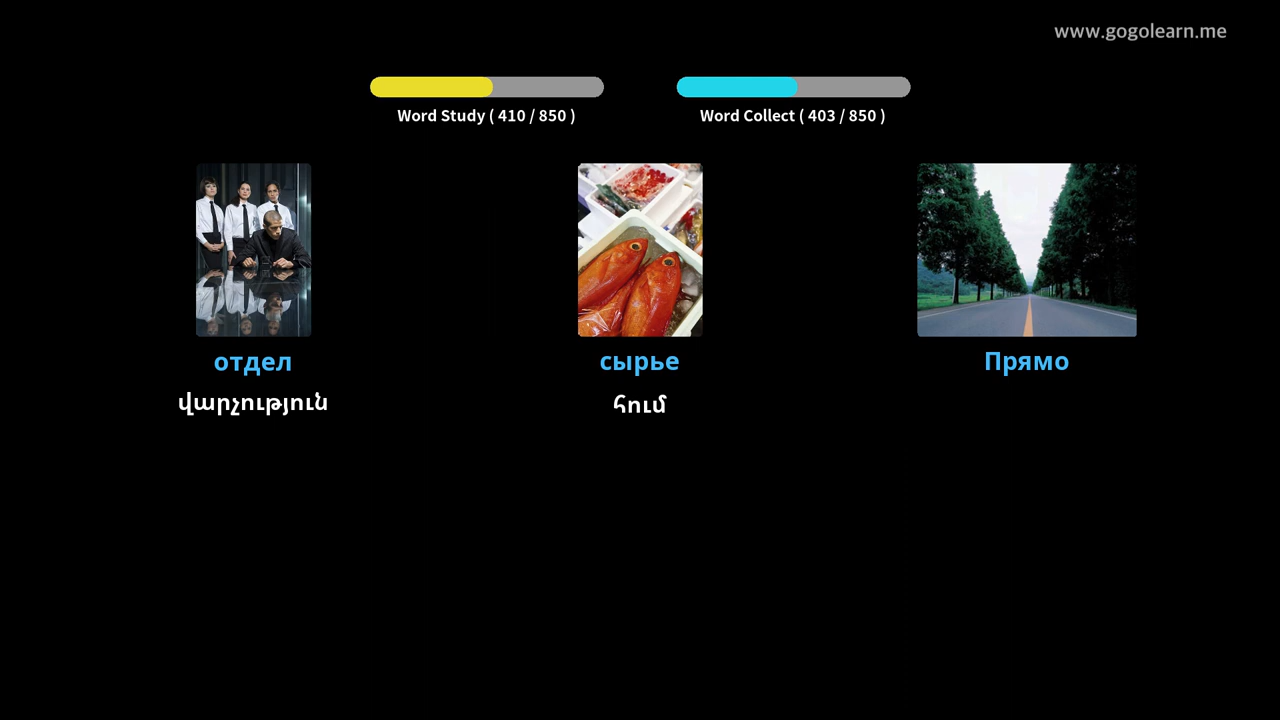 www.gogolearn.me
Word Study ( 410 / 850 )
Word Collect ( 403 / 850 )
отдел
сырье
Прямо
վարչություն
հում